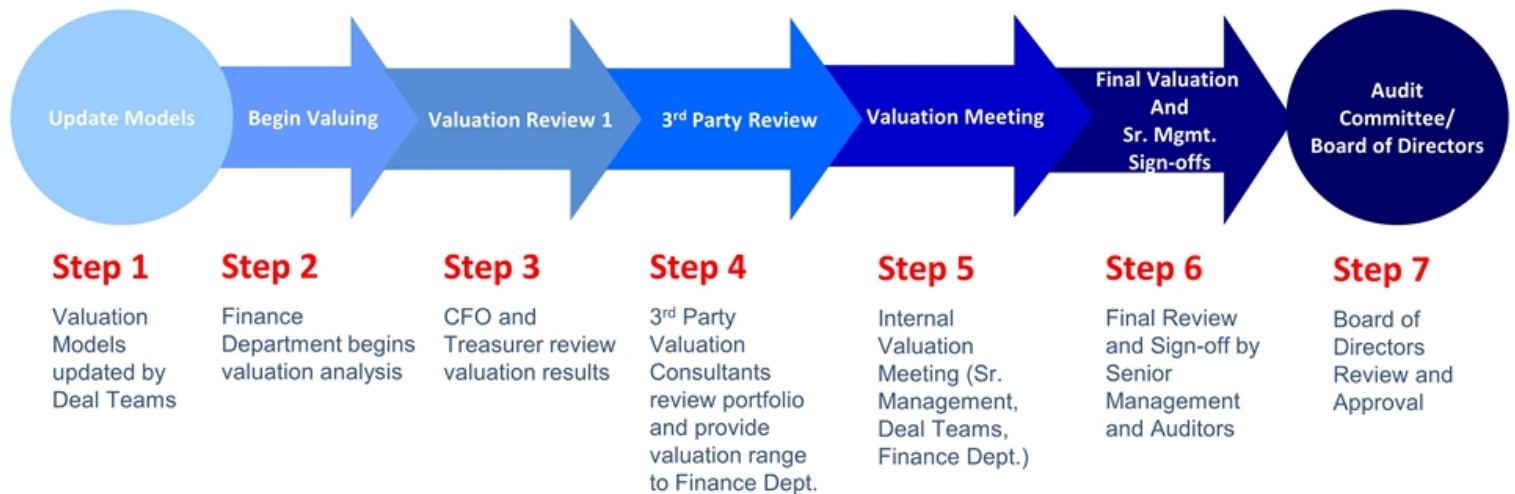 Update Models
Begin Valuing
Valuation Review 1
3rd Party Review
Valuation Meeting
Final Valuation
And
Sr. Mgmt.
Sign-offs
Audit
Committee/
Board of Directors
Step 1
Valuation
Models
updated by
Deal Teams
Step 2
Finance
Department begins
valuation analysis
Step 3
CFO and
Treasurer review
valuation results
Step 4
3rd Party
Valuation
Consultants
review portfolio
and provide
valuation range
to Finance Dept.
Step 5
Internal
Valuation
Meeting (Sr.
Management,
Deal Teams,
Finance Dept.)
Step 6
Final Review
and Sign-off by
Senior
Management
and Auditors
Step 7
Board of
Directors
Review and
Approval